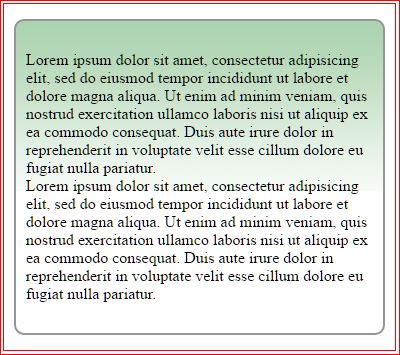 Lorem ipsum dolor sit amet, consectetur adipisicing
elit, sed do eiusmod tempor incididunt ut labore et
dolore magna aliqua. Ut enim ad minim veniam, quis
nostrud exercitation ullamco laboris nisi ut aliquip ex
ea commodo consequat. Duis aute irure dolor in
reprehenderit in voluptate velit esse cillum dolore eu
fugiat nulla pariatur.
Lorem ipsum dolor sit amet, consectetur adipisicing
elit, sed do eiusmod tempor incididunt ut labore et
dolore magna aliqua. Ut enim ad minim veniam, quis
nostrud exercitation ullamco laboris nisi ut aliquip ex
ea commodo consequat. Duis aute irure dolor in
reprehenderit in voluptate velit esse cillum dolore eu
fugiat nulla pariatur.